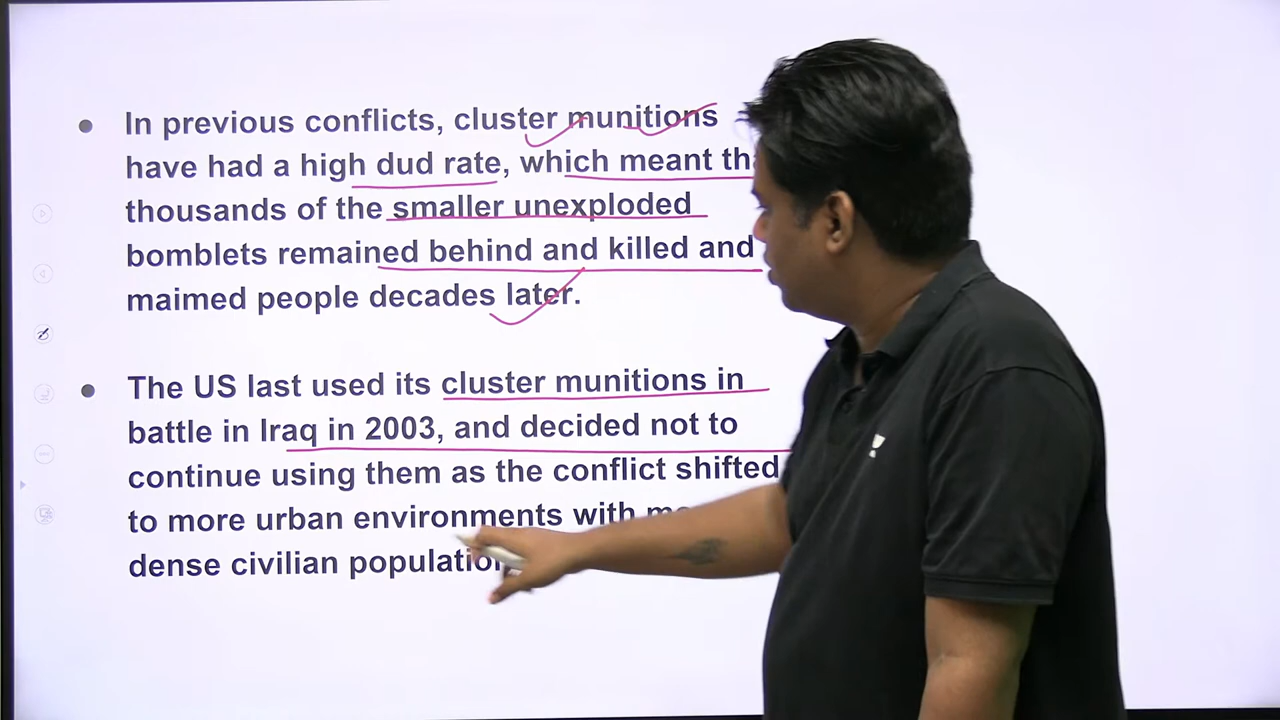 In previous conflicts, cluster munitions
have had a high dud rate, which meant
thousands of the smaller unexploded
bomblets remained behind and killed and
maimed people decades later.
The US last used its cluster munitions in
battle in Iraq in 2003, and decided not to
continue using them as the conflict shifted
to more urban environments with
dense civilian